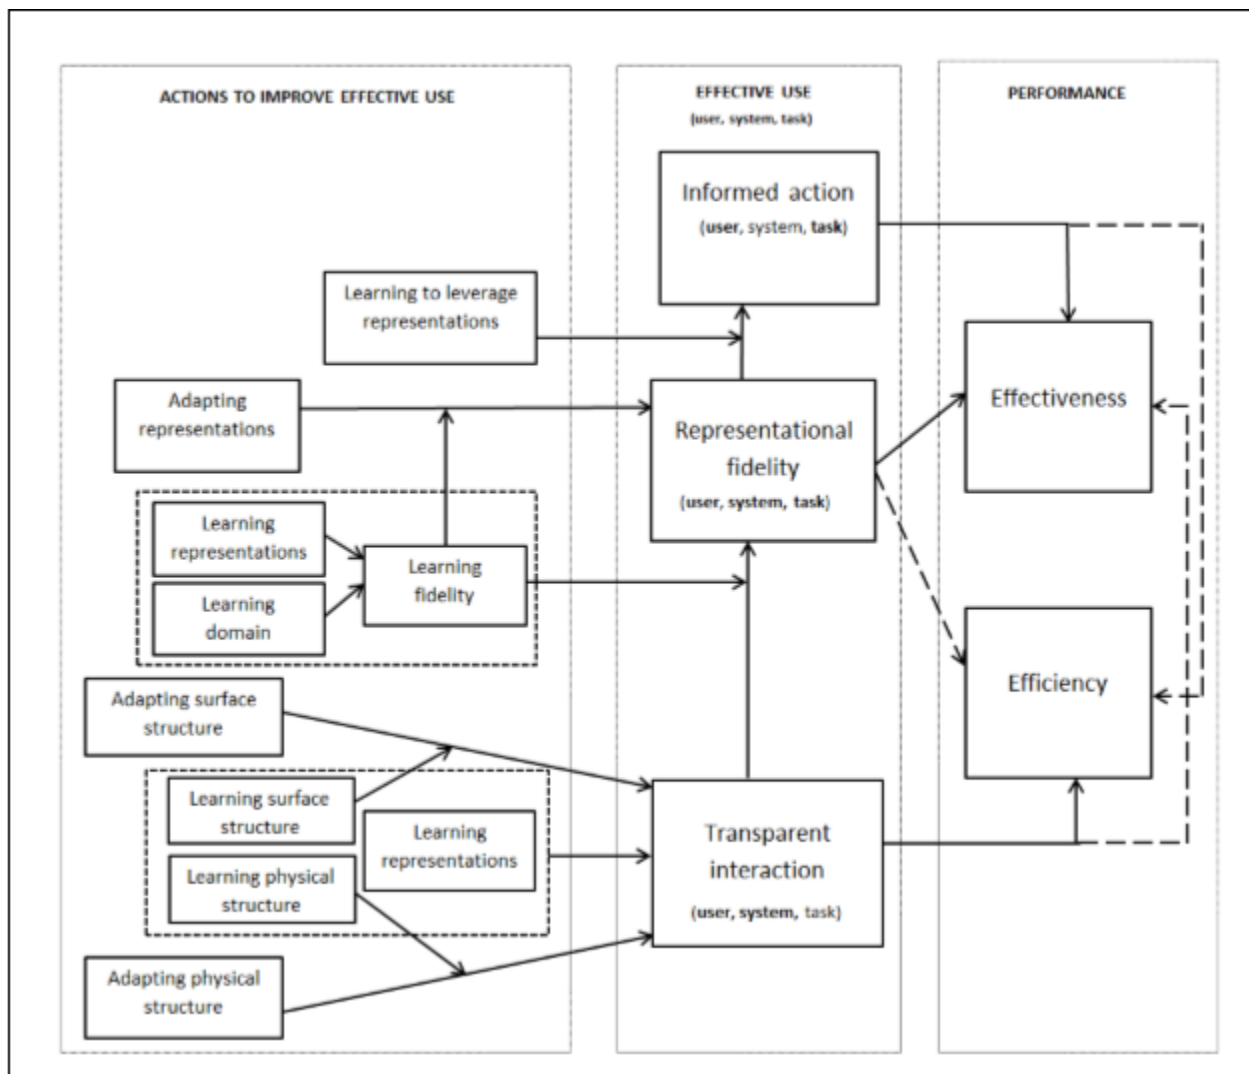 ACTIONS TO IMPROVE EFFECTIVE USE
EFFECTIVE USE
(user, system, task)
PERFORMANCE
Informed action
(user, system, task)
Learning to leverage
representations
Adapting
representations
Representational
fidelity
(user, system, task)
Effectiveness
Learning
representations
Learning
domain
Learning
fidelity
Efficiency
Adapting surface
structure
Learning surface
structure
Learning physical
structure
Learning
representations
Transparent
interaction
(user, system, task)
Adapting physical
structure